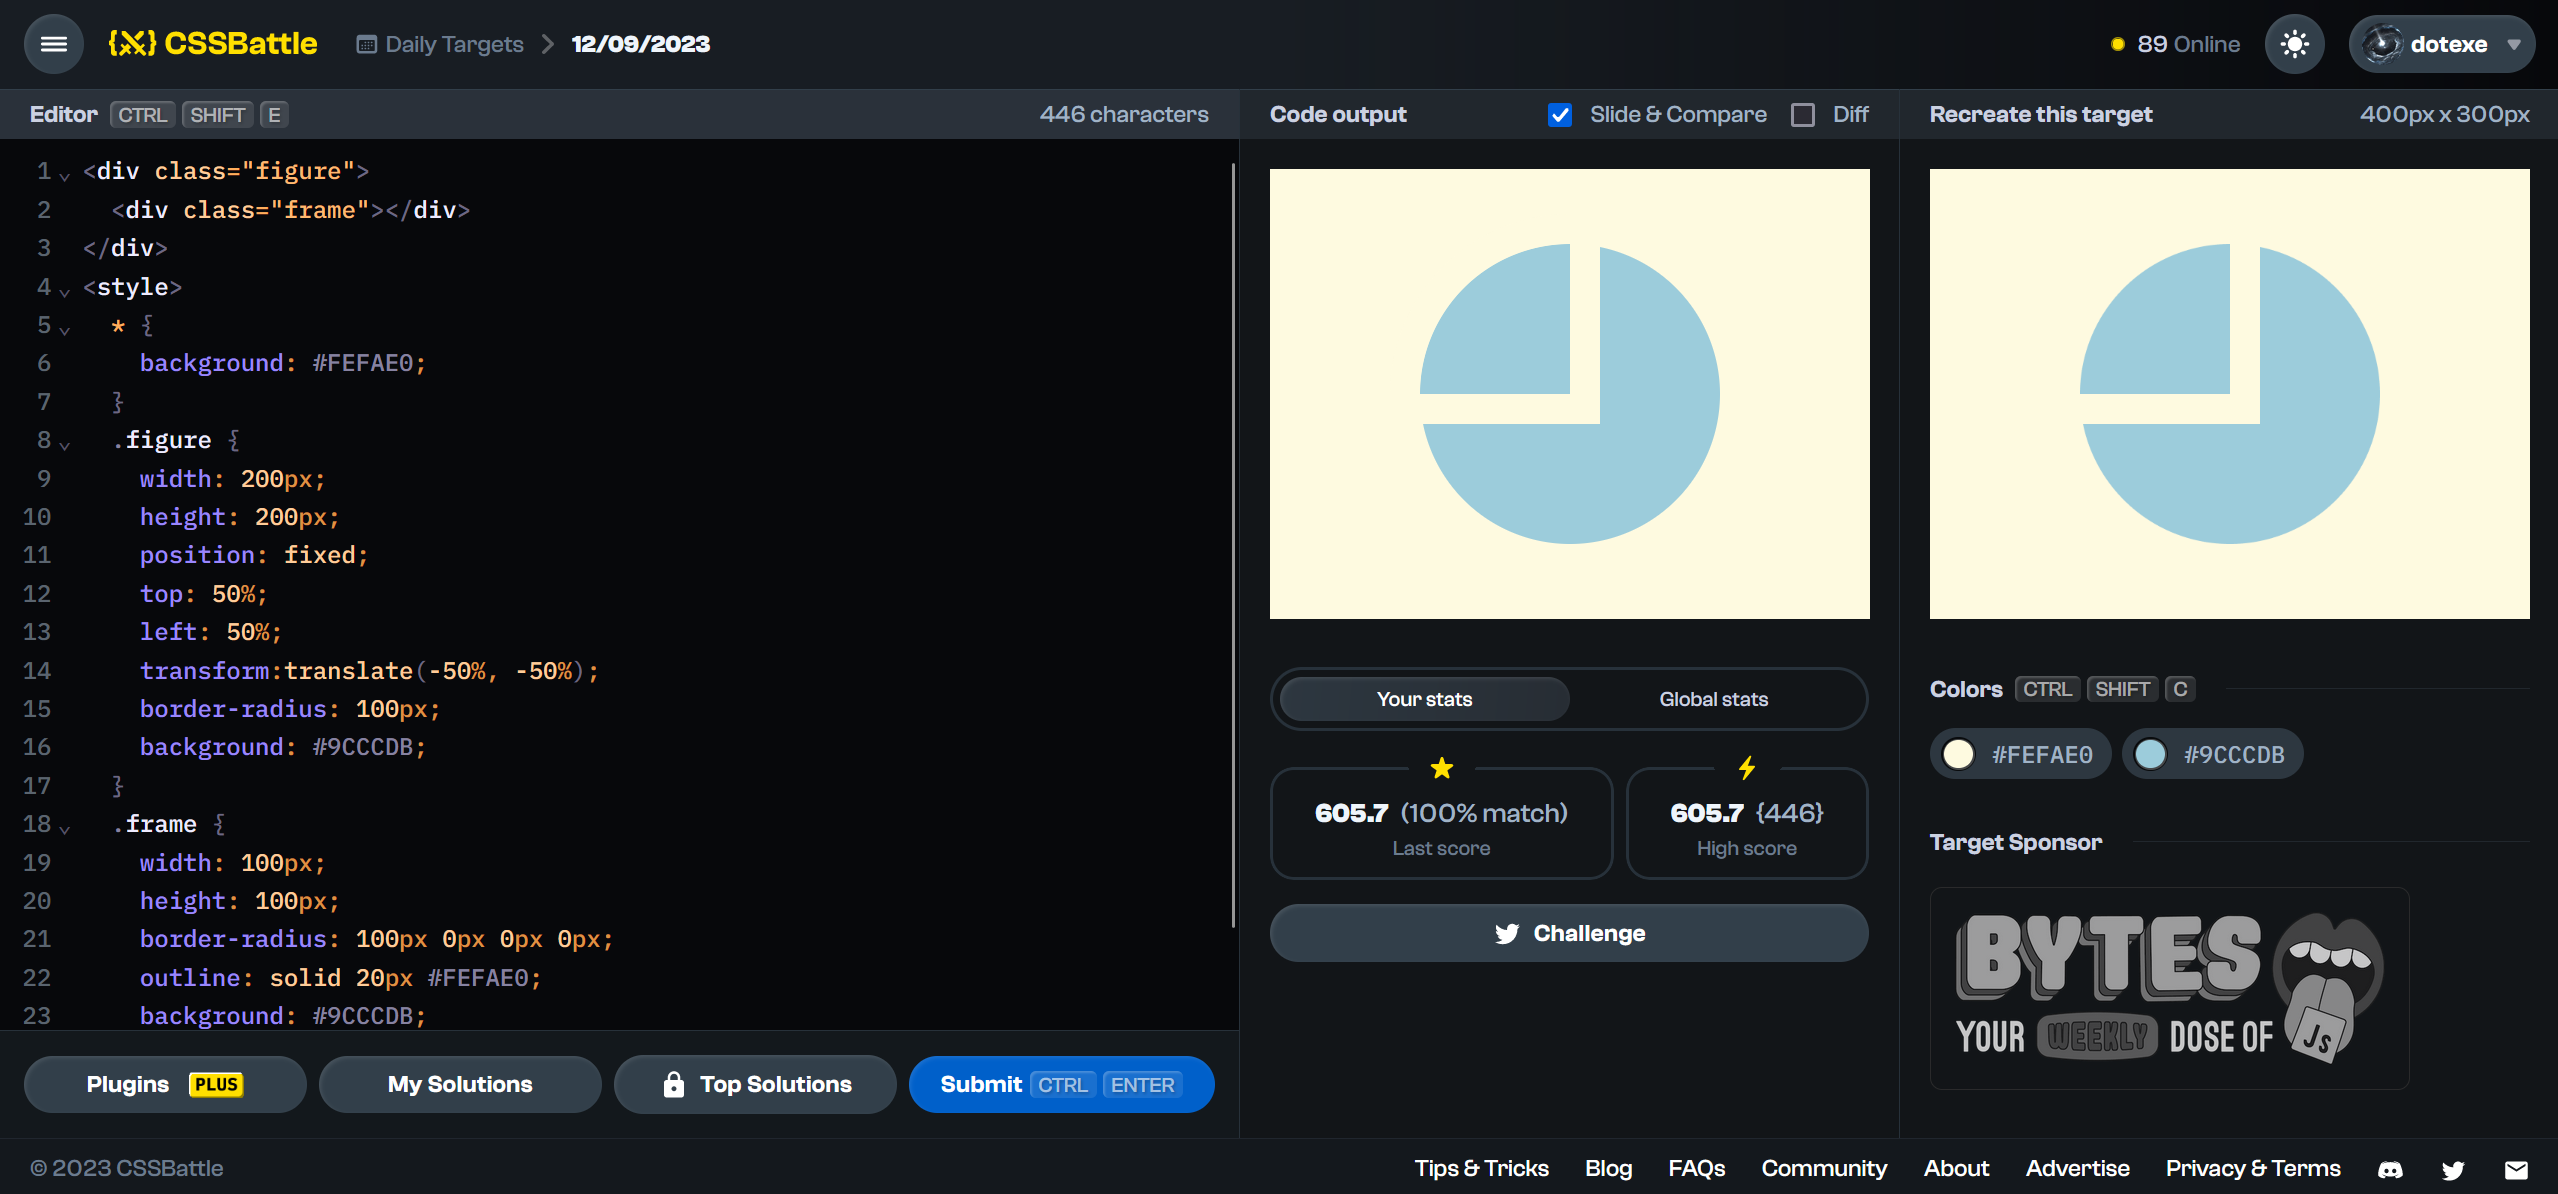 {X} CSSBattle
Daily Targets > 12/09/2023
89 Online
dotexe
Editor CTRL SHIFT E
446 characters
1 <div class="figure">
2 <div class="frame"></div>
3 </div>
4 <style>
5 * {
6 background: #FEFAE0;
7 }
8 .figure {
9 width: 200px;
10 height: 200px;
11 position: fixed;
12 top: 50%;
13 left: 50%;
14 transform:translate(-50%, -50%);
15 border-radius: 100px;
16 background: #9CCCDB;
17 }
18 .frame {
19 width: 100px;
20 height: 100px;
21 border-radius: 100px 0px 0px 0px;
22 outline: solid 20px #FEFAE0;
23 background: #9CCCDB;
Plugins PLUS
My Solutions
Top Solutions
Submit CTRL ENTER
Code output
Slide & Compare
Diff
Your stats
Global stats
605.7 (100% match)
Last score
605.7 {446}
High score
Challenge
Recreate this target
400px x 300px
Colors CTRL SHIFT C
#FEFAE0
#9CCCDB
Target Sponsor
BYTES
YOUR WEEKLY DOSE OF
JS
© 2023 CSSBattle
Tips & Tricks
Blog
FAQs
Community
About
Advertise
Privacy & Terms